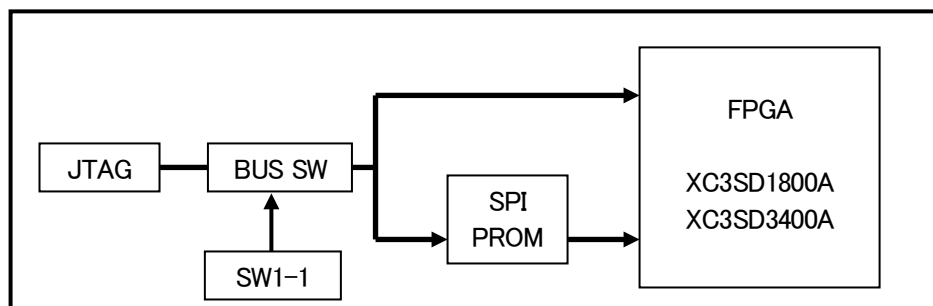 JTAG
BUS SW
SW1-1
SPI
PROM
FPGA
XC3SD1800A
XC3SD3400A